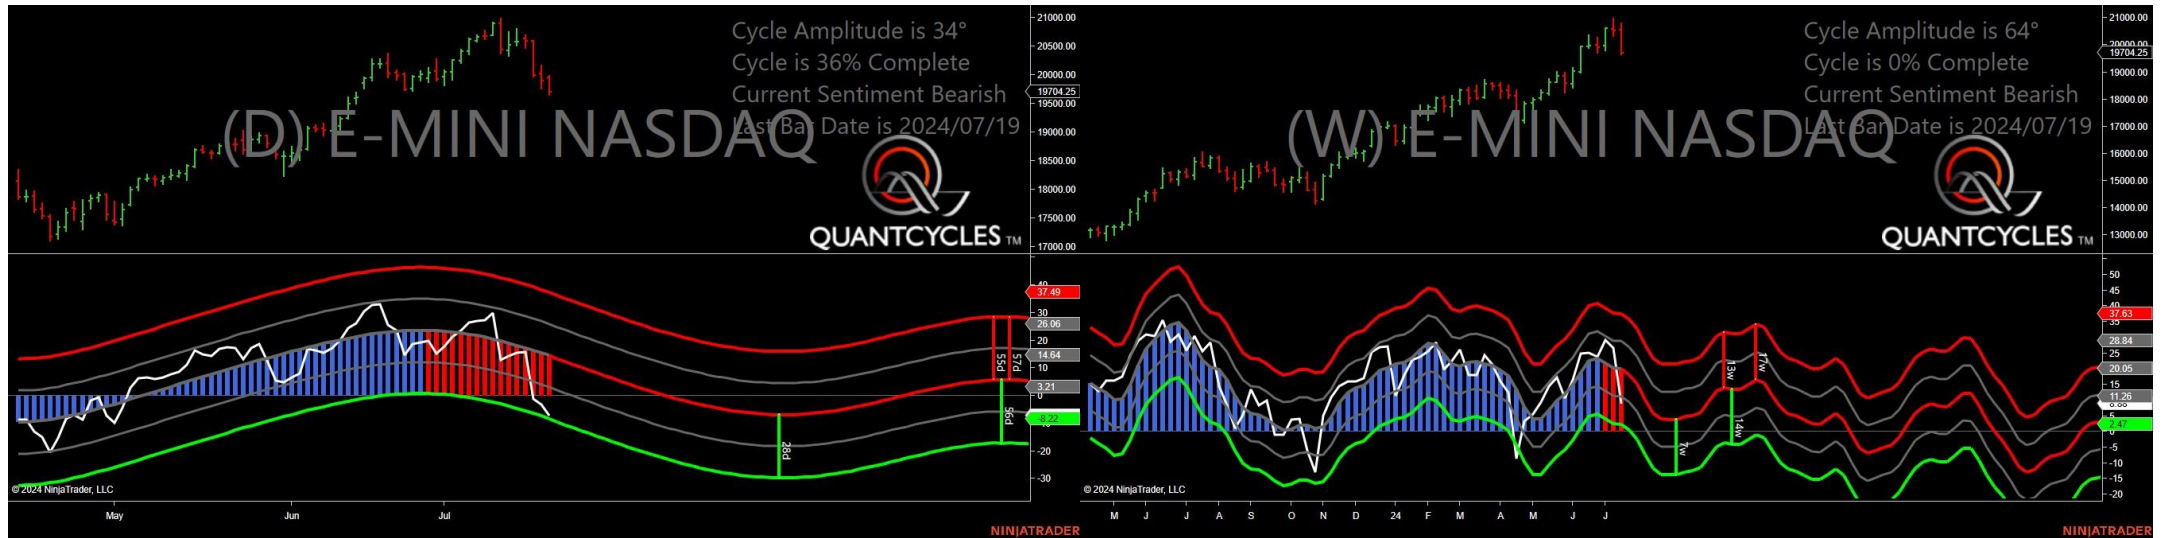 Cycle Amplitude is 34°
Cycle is 36% Complete
Current Sentiment Bearish
Last Bar Date is 2024/07/19
(D) E-MINI NASDAQ
QUANTCYCLES TM
21000.00
20500.00
20000.00
19704.25
19500.00
19000.00
18500.00
18000.00
17500.00
17000.00
40
37.49
30
26.06
20
14.64
10
3.21
0
-8.22
-20
-30
28d
55d
57d
56d
© 2024 NinjaTrader, LLC
May
Jun
Jul
NINJATRADER
Cycle Amplitude is 64°
Cycle is 0% Complete
Current Sentiment Bearish
Last Bar Date is 2024/07/19
(W) E-MINI NASDAQ
QUANTCYCLES TM
21000.00
20000.00
19704.25
19000.00
18000.00
17000.00
16000.00
15000.00
14000.00
13000.00
50
45
40
37.63
35
28.84
25
20.05
15
11.26
5
2.47
0
-5
-10
-15
-20
7w
13w
14w
17w
© 2024 NinjaTrader, LLC
M
J
J
A
S
O
N
D
24
F
M
A
M
J
J
NINJATRADER